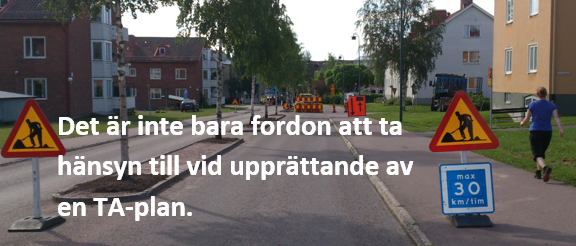 Det är inte bara fordon att ta
hänsyn till vid upprättande av
en TA-plan.
max
30
km/tim